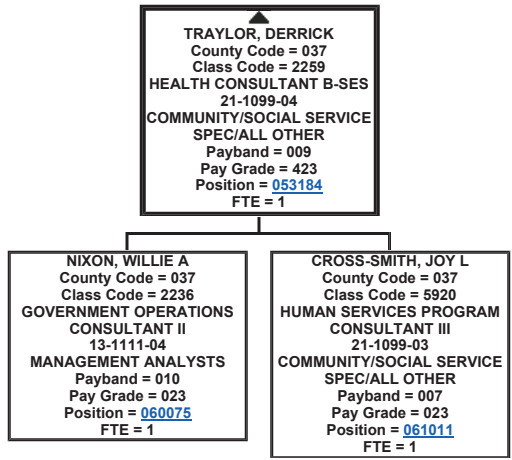 TRAYLOR, DERRICK
County Code = 037
Class Code = 2259
HEALTH CONSULTANT B-SES
21-1099-04
COMMUNITY/SOCIAL SERVICE
SPEC/ALL OTHER
Payband = 009
Pay Grade = 423
Position = 053184
FTE = 1
NIXON, WILLIE A
County Code = 037
Class Code = 2236
GOVERNMENT OPERATIONS
CONSULTANT II
13-1111-04
MANAGEMENT ANALYSTS
Payband = 010
Pay Grade = 023
Position = 060075
FTE = 1
CROSS-SMITH, JOY L
County Code = 037
Class Code = 5920
HUMAN SERVICES PROGRAM
CONSULTANT III
21-1099-03
COMMUNITY/SOCIAL SERVICE
SPEC/ALL OTHER
Payband = 007
Pay Grade = 023
Position = 061011
FTE = 1